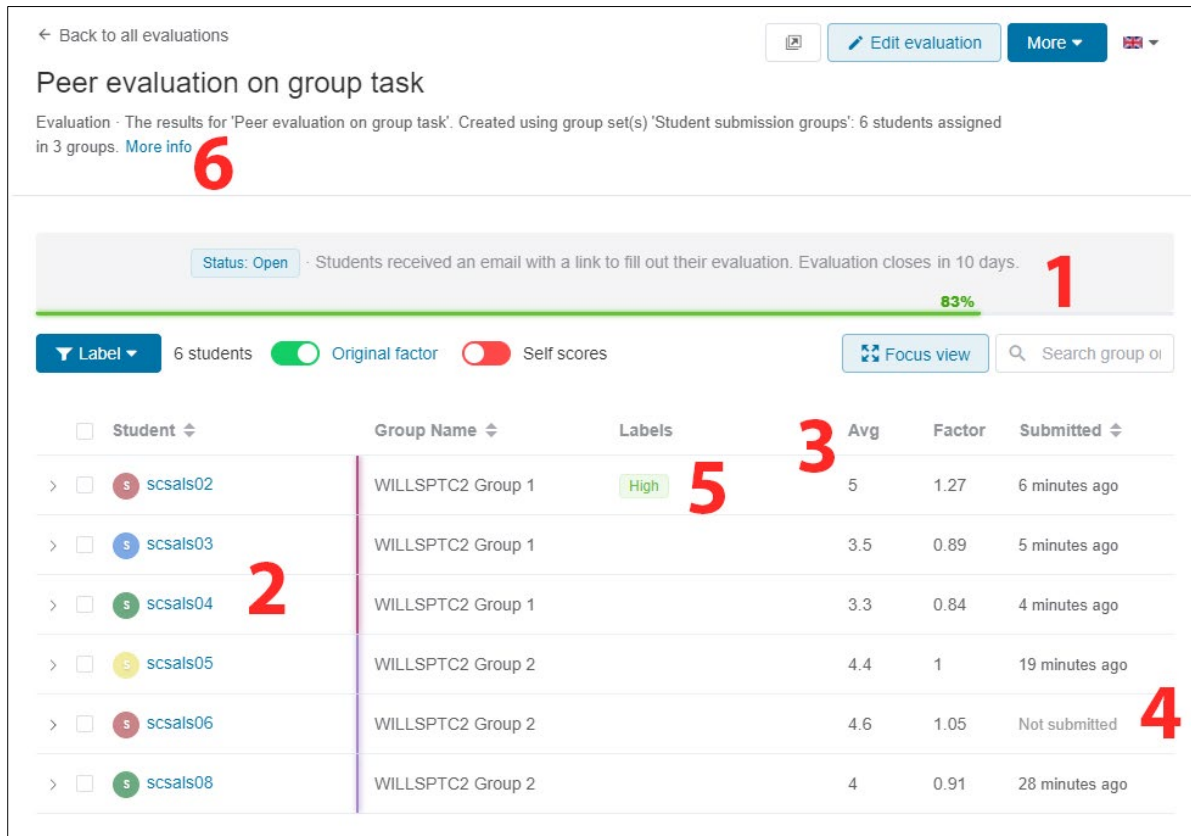 ← Back to all evaluations
Edit evaluation
More
Peer evaluation on group task
Evaluation · The results for 'Peer evaluation on group task'. Created using group set(s) 'Student submission groups': 6 students assigned
in 3 groups. More info
6
Status: Open · Students received an email with a link to fill out their evaluation. Evaluation closes in 10 days.
1
83%
Label 6 students Original factor Self scores Focus view Search group or
Student Group Name Labels 3 Avg Factor Submitted
> S scsals02 WILLSPTC2 Group 1 High 5 5 1.27 6 minutes ago
> S scsals03 WILLSPTC2 Group 1 3.5 0.89 5 minutes ago
> S scsals04 2 WILLSPTC2 Group 1 3.3 0.84 4 minutes ago
> S scsals05 WILLSPTC2 Group 2 4.4 1 19 minutes ago
> S scsals06 WILLSPTC2 Group 2 4.6 1.05 Not submitted 4
> S scsals08 WILLSPTC2 Group 2 4 0.91 28 minutes ago